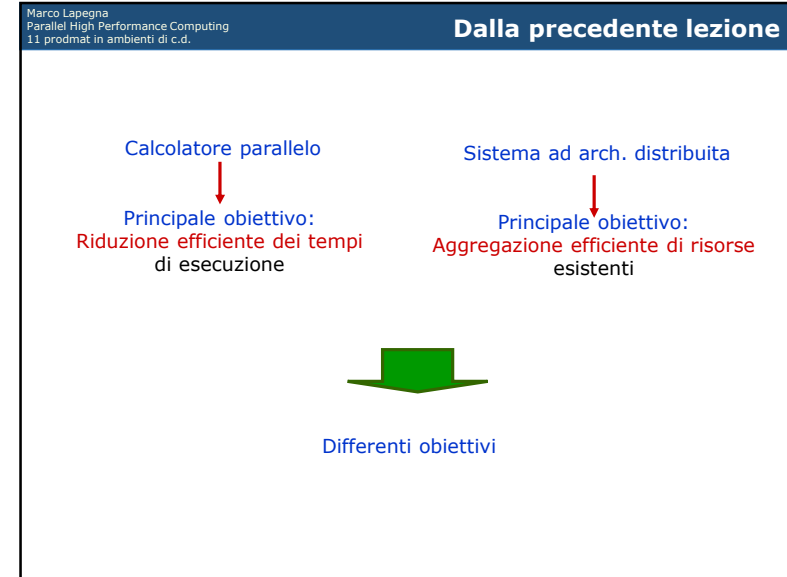 Marco Lapegna
Parallel High Performance Computing
11 prodmat in ambienti di c.d.
Dalla precedente lezione
Calcolatore parallelo
Principale obiettivo:
Riduzione efficiente dei tempi
di esecuzione
Sistema ad arch. distribuita
Principale obiettivo:
Aggregazione efficiente di risorse
esistenti
Differenti obiettivi